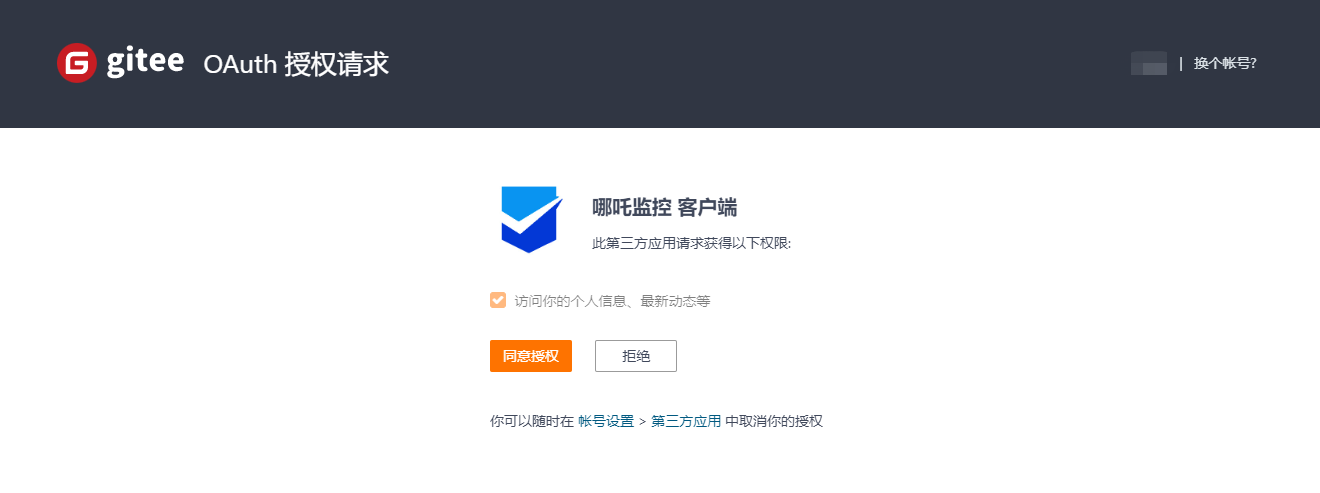 gitee OAuth 授权请求 | 换个帐号?
哪吒监控 客户端
此第三方应用请求获得以下权限:
访问你的个人信息、最新动态等
同意授权 拒绝
你可以随时在 帐号设置 > 第三方应用 中取消你的授权